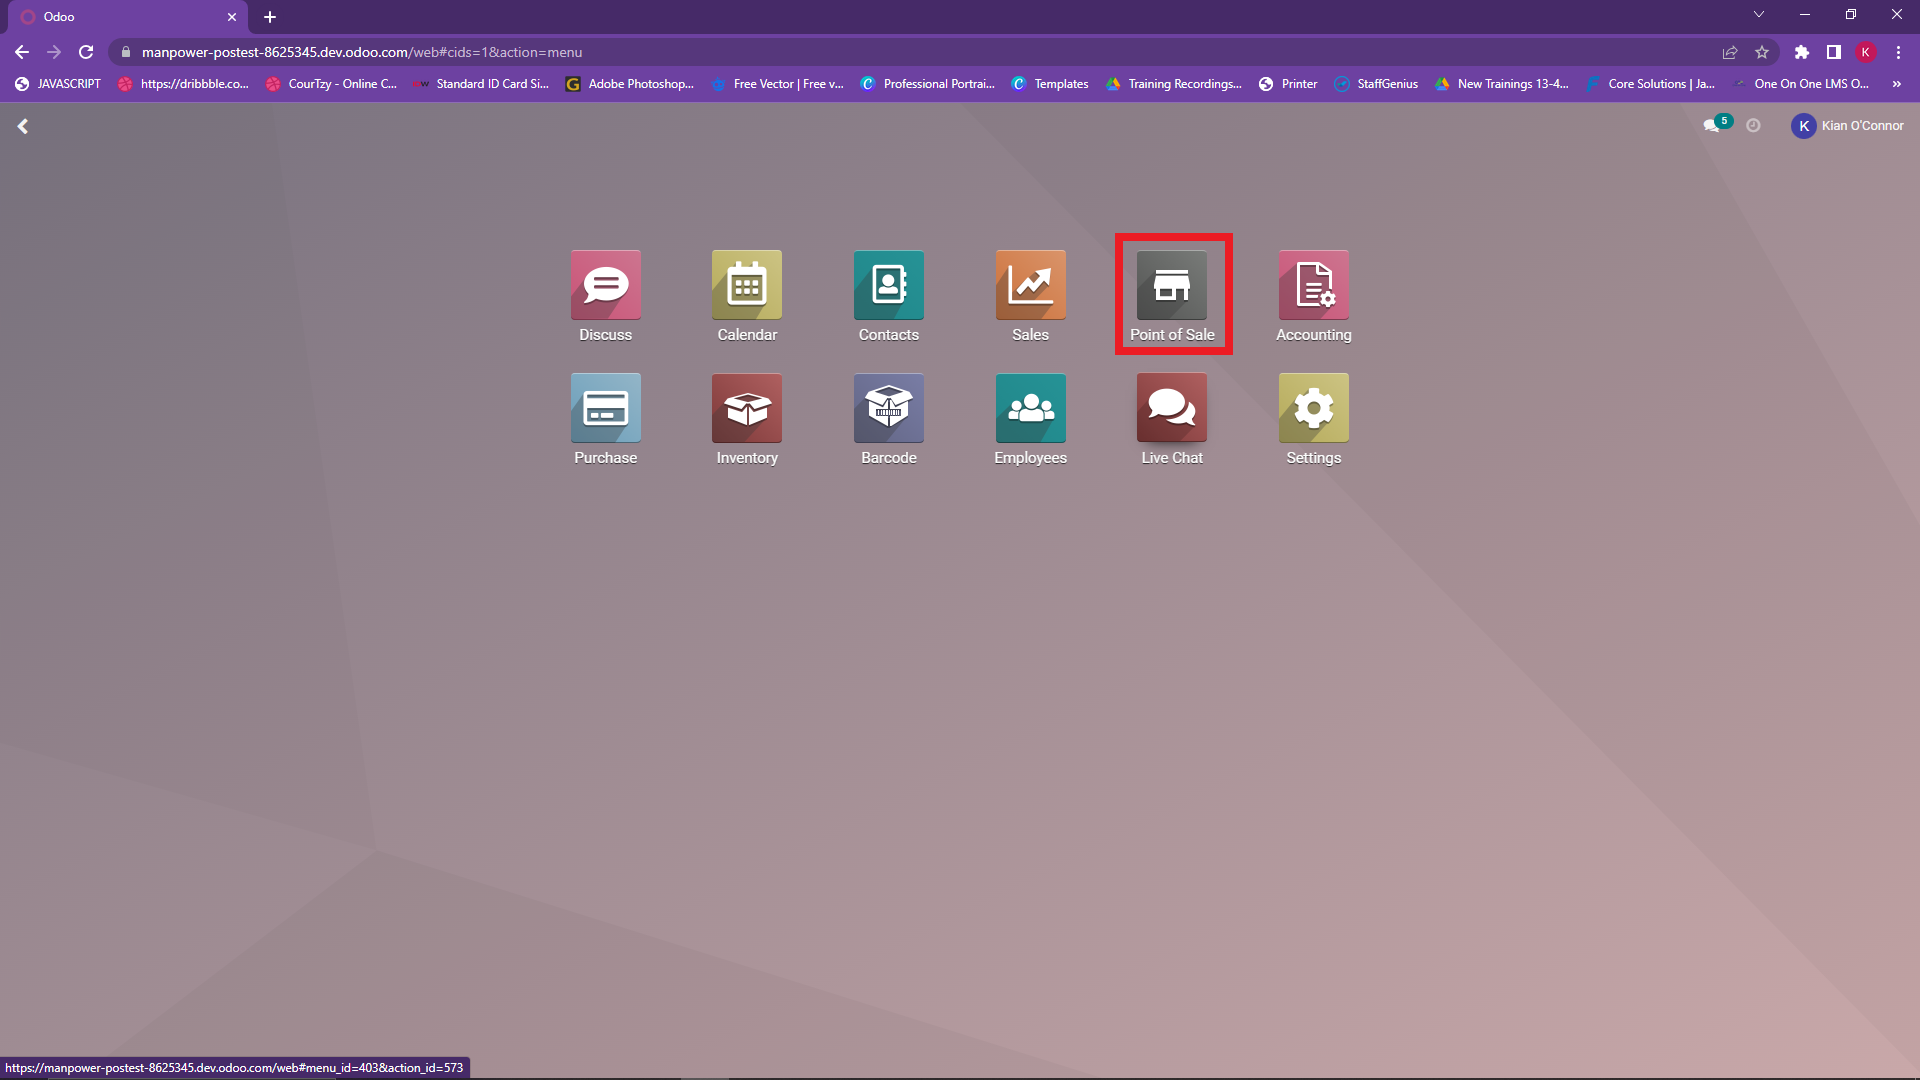 Odoo
manpower-postest-8625345.dev.odoo.com/web#cids=1&action=menu
K
JAVASCRIPT https://dribbble.co... CourTzy - Online C... Standard ID Card Si... Adobe Photoshop... Free Vector | Free v... Professional Portrai... Templates Training Recordings... Printer StaffGenius New Trainings 13-4... Core Solutions | Ja... One On One LMS O... »
5 K Kian O'Connor
Discuss Calendar Contacts Sales Point of Sale Accounting
Purchase Inventory Barcode Employees Live Chat Settings
https://manpower-postest-8625345.dev.odoo.com/web#menu_id=403&action_id=573